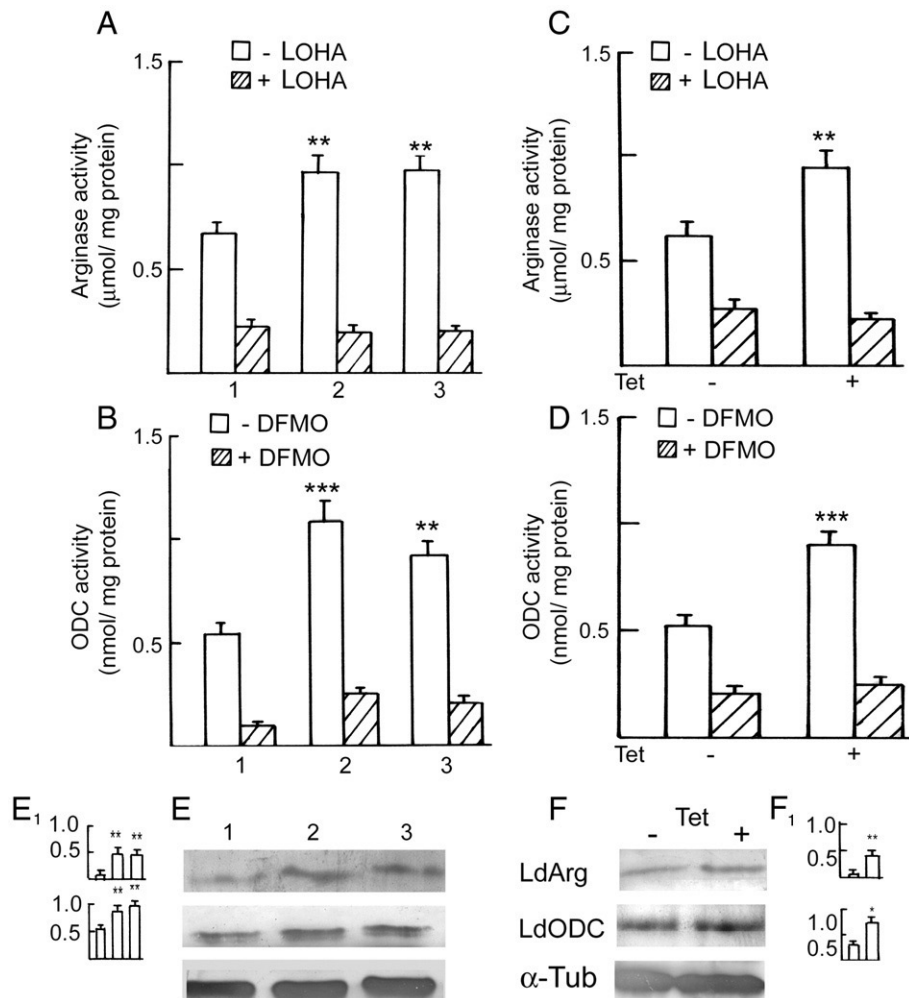 A
1.5
- LOHA
+ LOHA
** **
Arginase activity
(μmol/ mg protein)
0.5
1 2 3
C
1.5
- LOHA
+ LOHA
**
Arginase activity
(μmol/ mg protein)
0.5
Tet - +
B
1.5
- DFMO
+ DFMO
*** **
ODC activity
(nmol/ mg protein)
0.5
1 2 3
D
1.5
- DFMO
+ DFMO
***
ODC activity
(nmol/ mg protein)
0.5
Tet - +
E1
1.0
0.5
** **
1.0
0.5
** **
E
1 2 3
F
Tet
- +
LdArg
LdODC
α-Tub
F1
1.0
0.5
**
1.0
0.5
*